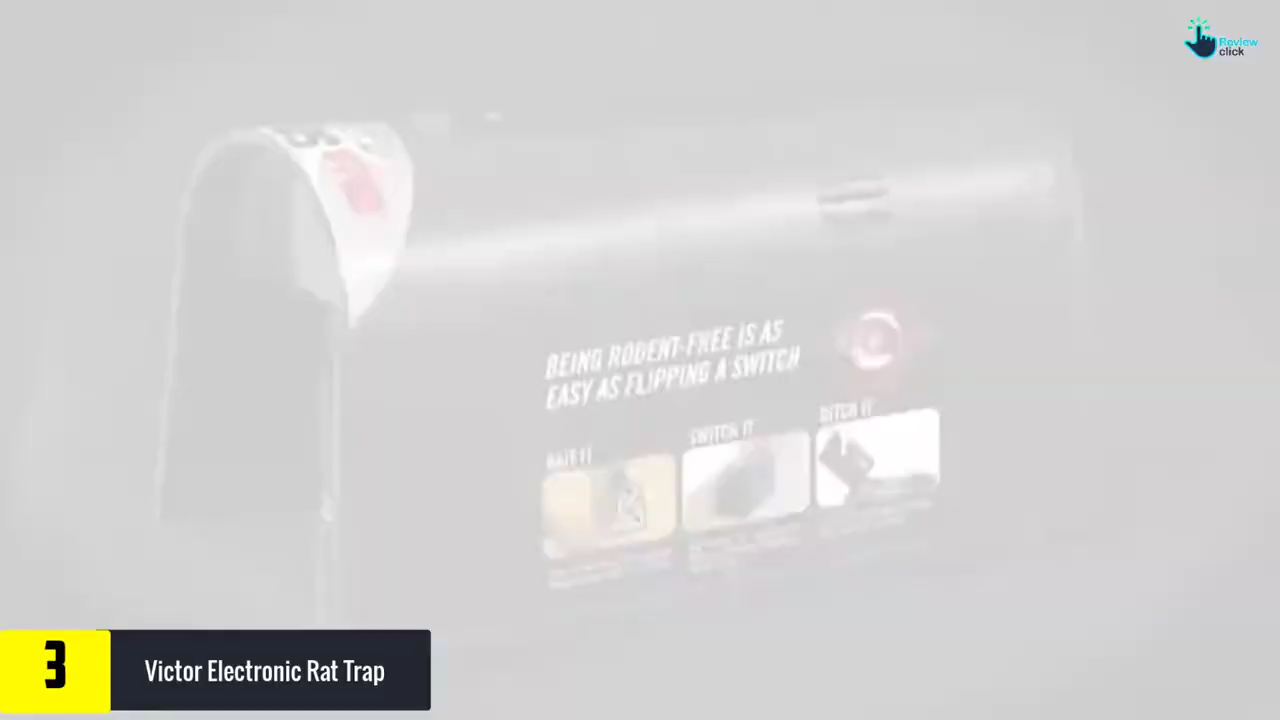 Review
click
BEING RODENT-FREE IS AS
EASY AS FLIPPING A SWITCH
BAIT IT
SWITCH IT
DITCH IT
3
Victor Electronic Rat Trap